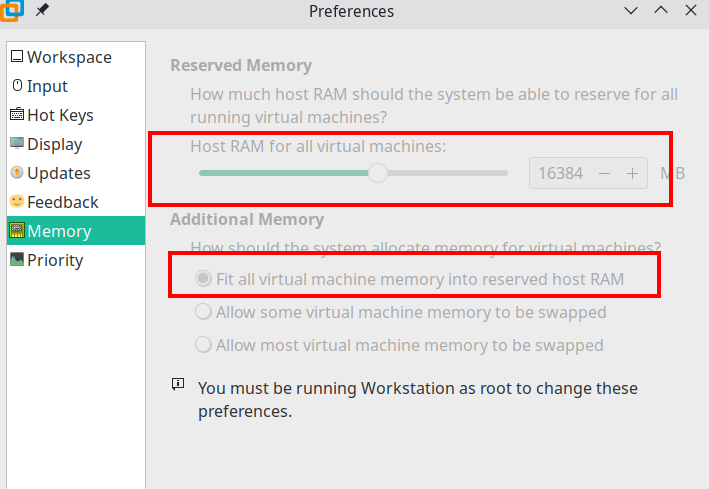 Preferences
Workspace
Input
Hot Keys
Display
Updates
Feedback
Memory
Priority
Reserved Memory
How much host RAM should the system be able to reserve for all
running virtual machines?
Host RAM for all virtual machines:
16384 − + MB
Additional Memory
How should the system allocate memory for virtual machines?
Fit all virtual machine memory into reserved host RAM
Allow some virtual machine memory to be swapped
Allow most virtual machine memory to be swapped
You must be running Workstation as root to change these
preferences.